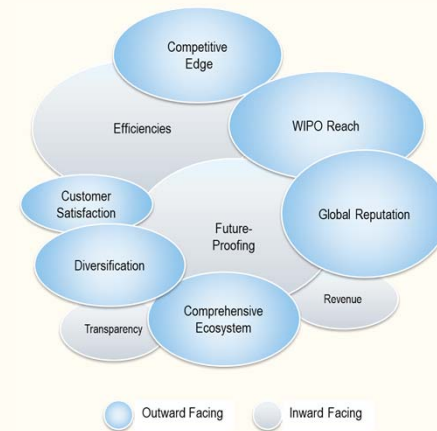 Competitive
Edge
Efficiencies
WIPO Reach
Customer
Satisfaction
Global Reputation
Future-
Proofing
Diversification
Revenue
Comprehensive
Ecosystem
Transparency
Outward Facing
Inward Facing